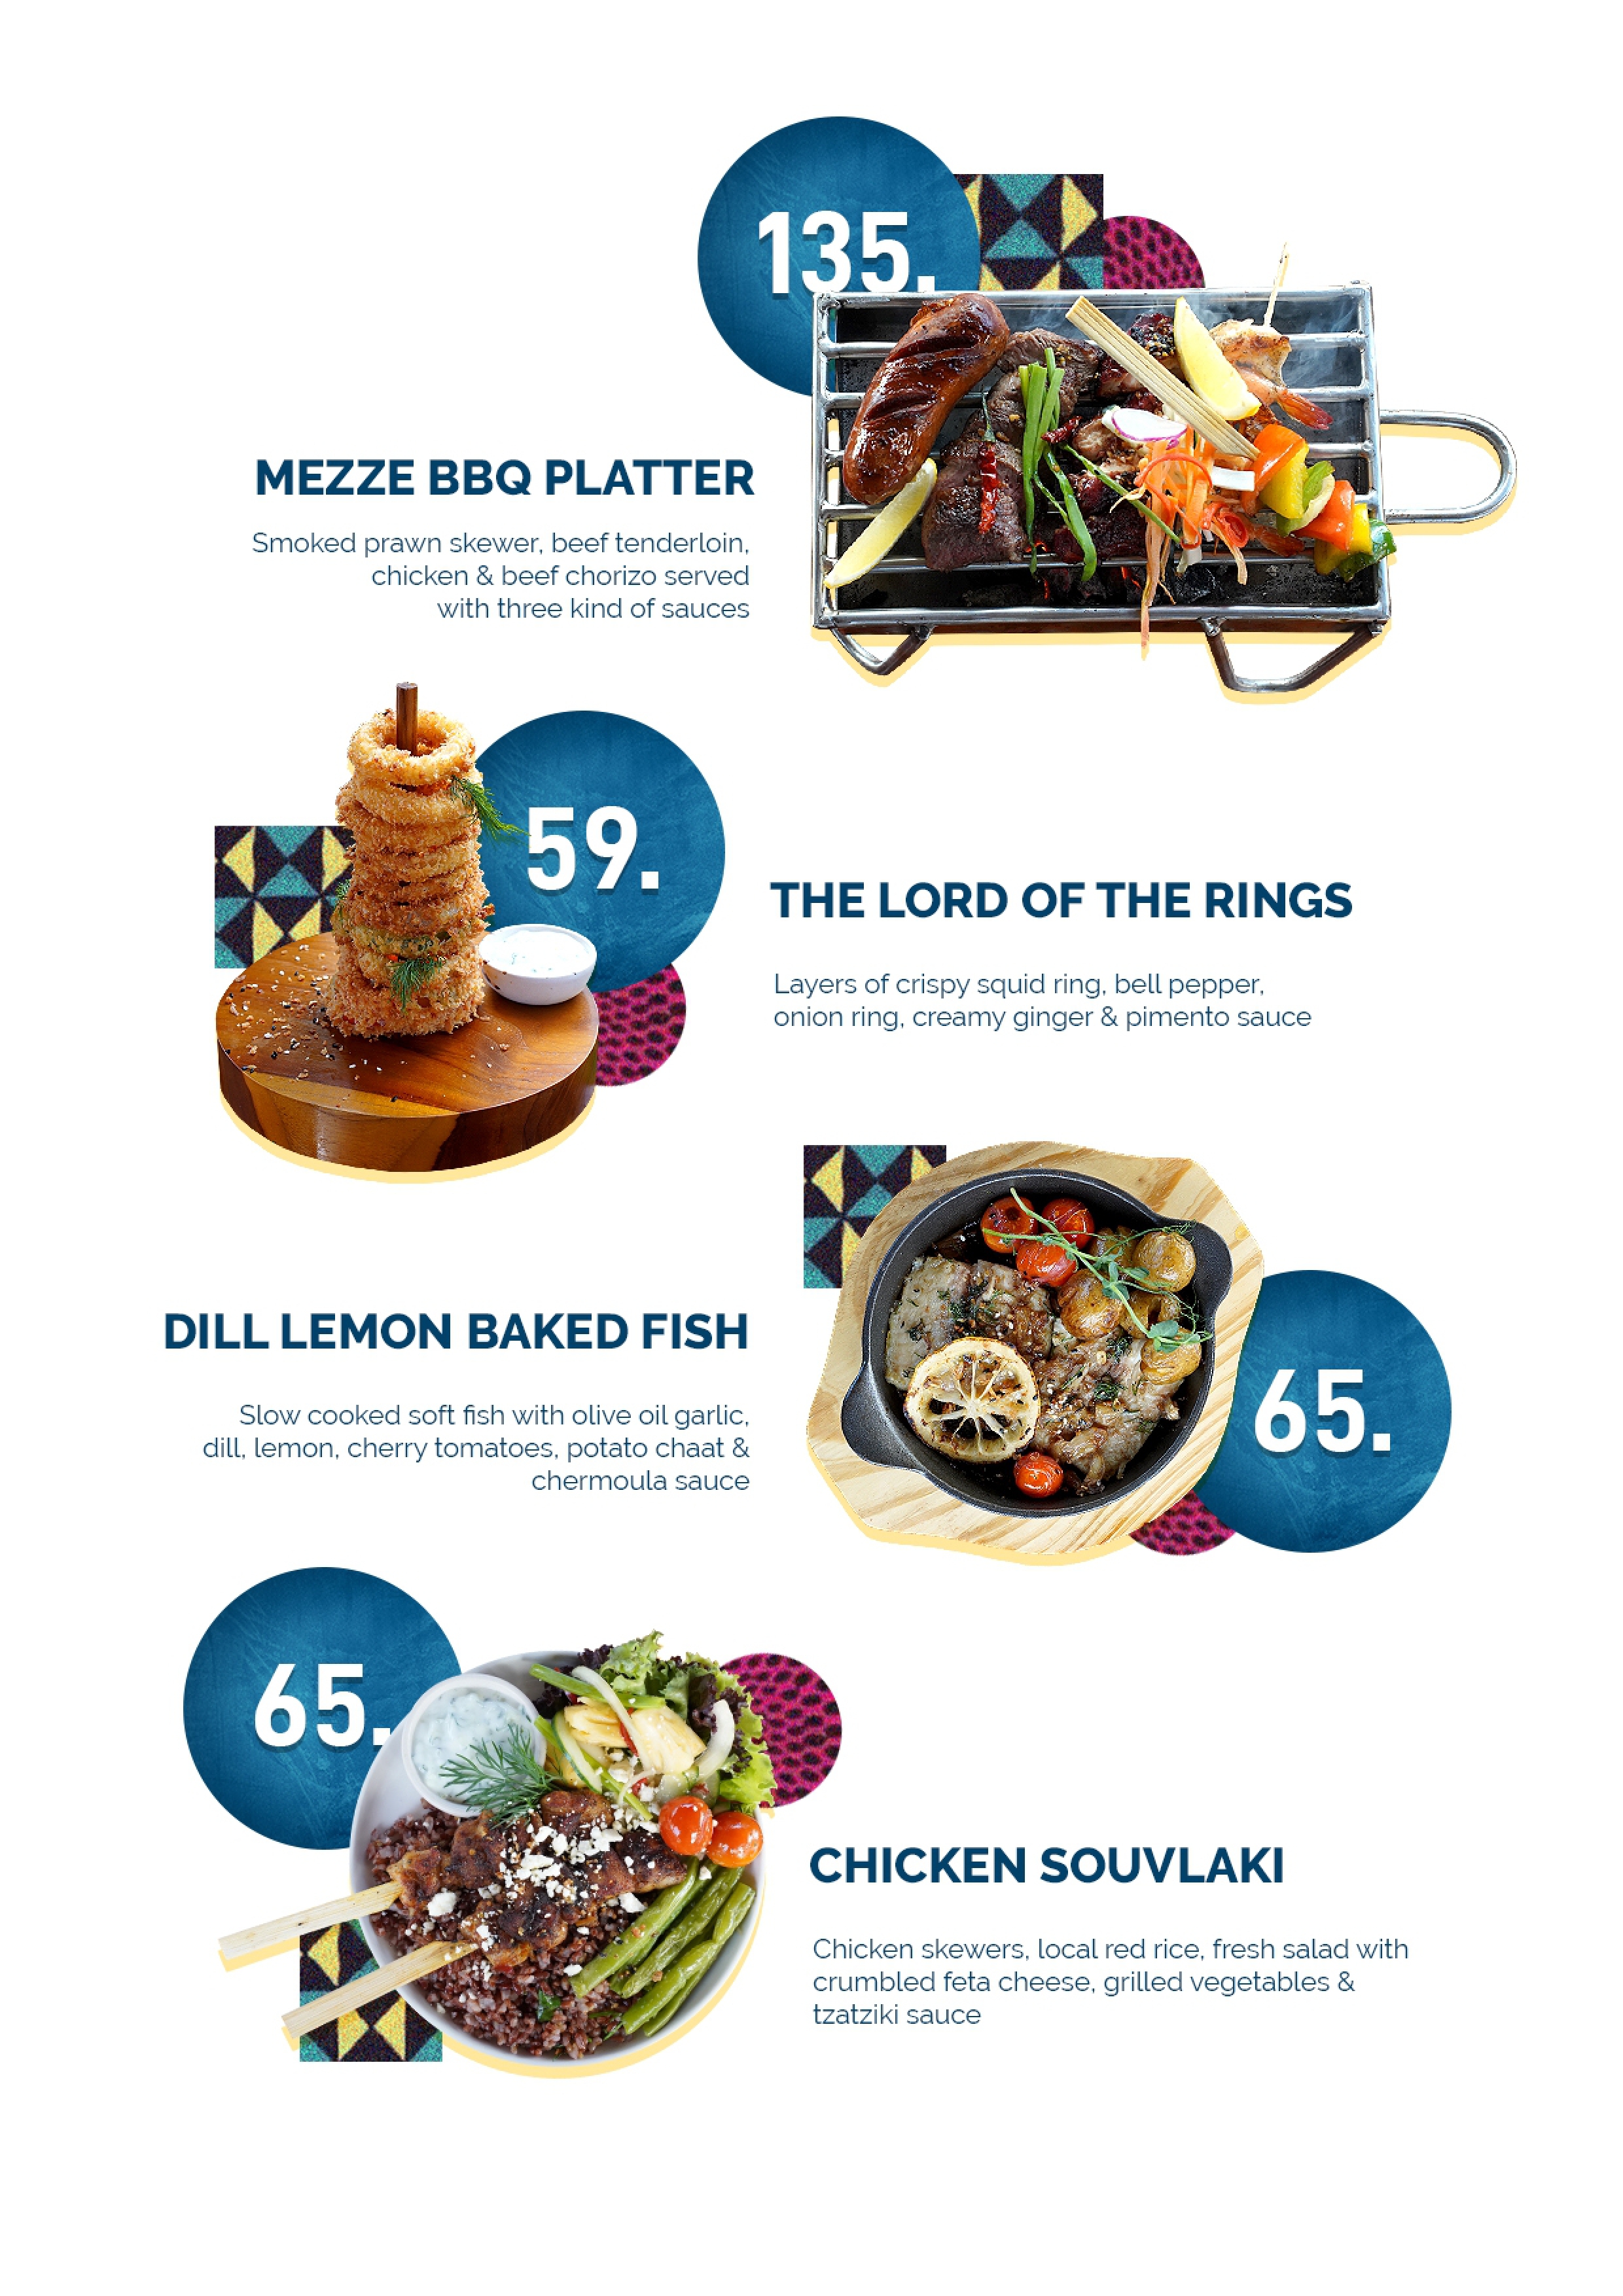 135.
MEZZE BBQ PLATTER
Smoked prawn skewer, beef tenderloin,
chicken & beef chorizo served
with three kind of sauces
59.
THE LORD OF THE RINGS
Layers of crispy squid ring, bell pepper,
onion ring, creamy ginger & pimento sauce
DILL LEMON BAKED FISH
65.
Slow cooked soft fish with olive oil garlic,
dill, lemon, cherry tomatoes, potato chaat &
chermoula sauce
65.
CHICKEN SOUVLAKI
Chicken skewers, local red rice, fresh salad with
crumbled feta cheese, grilled vegetables &
tzatziki sauce